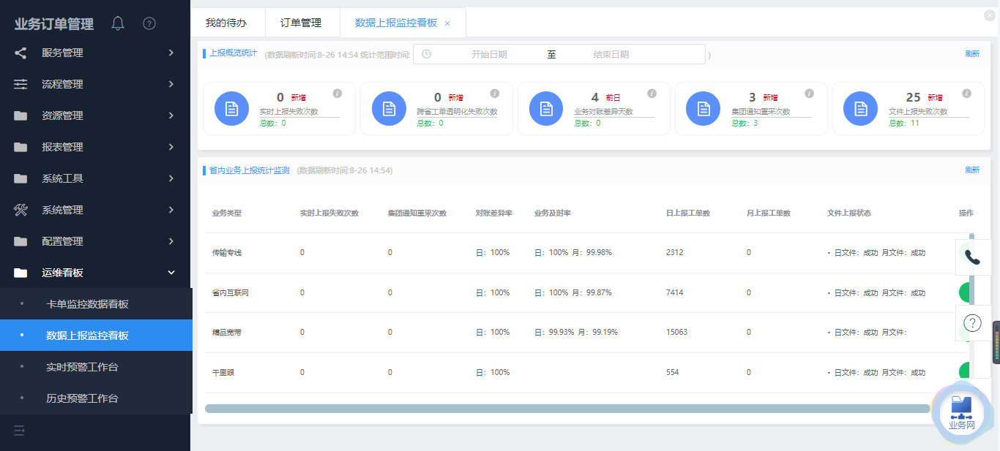 业务订单管理
服务管理
流程管理
资源管理
报表管理
系统工具
系统管理
配置管理
运维看板
卡单监控数据看板
数据上报监控看板
实时预警工作台
历史预警工作台
我的待办 订单管理 数据上报监控看板 ×
上报概览统计 (数据刷新时间:8-26 14:54 统计范围时间: 开始日期 至 结束日期 ) 刷新
0 新增
实时上报失败次数
总数: 0
0 新增
跨省工单透明化失败次数
总数: 0
4 前日
业务对账差异天数
总数: 0
3 新增
集团通知重采次数
总数: 3
25 新增
文件上报失败次数
总数: 11
省内业务上报统计监测 (数据刷新时间:8-26 14:54) 刷新
业务类型 实时上报失败次数 集团通知重采次数 对账差异率 业务及时率 日上报工单数 月上报工单数 文件上报状态 操作
传输专线 0 0 日: 100% 日: 100% 月: 99.98% 2312 0 • 日文件: 成功 月文件: 成功
省内互联网 0 0 日: 100% 日: 100% 月: 99.87% 7414 0 • 日文件: 成功 月文件: 成功
精品宽带 0 0 日: 100% 日: 99.93% 月: 99.19% 15063 0 • 日文件: 成功 月文件:
千里眼 0 0 日: 100% 554 0 • 日文件: 成功 月文件: 成功
业务网